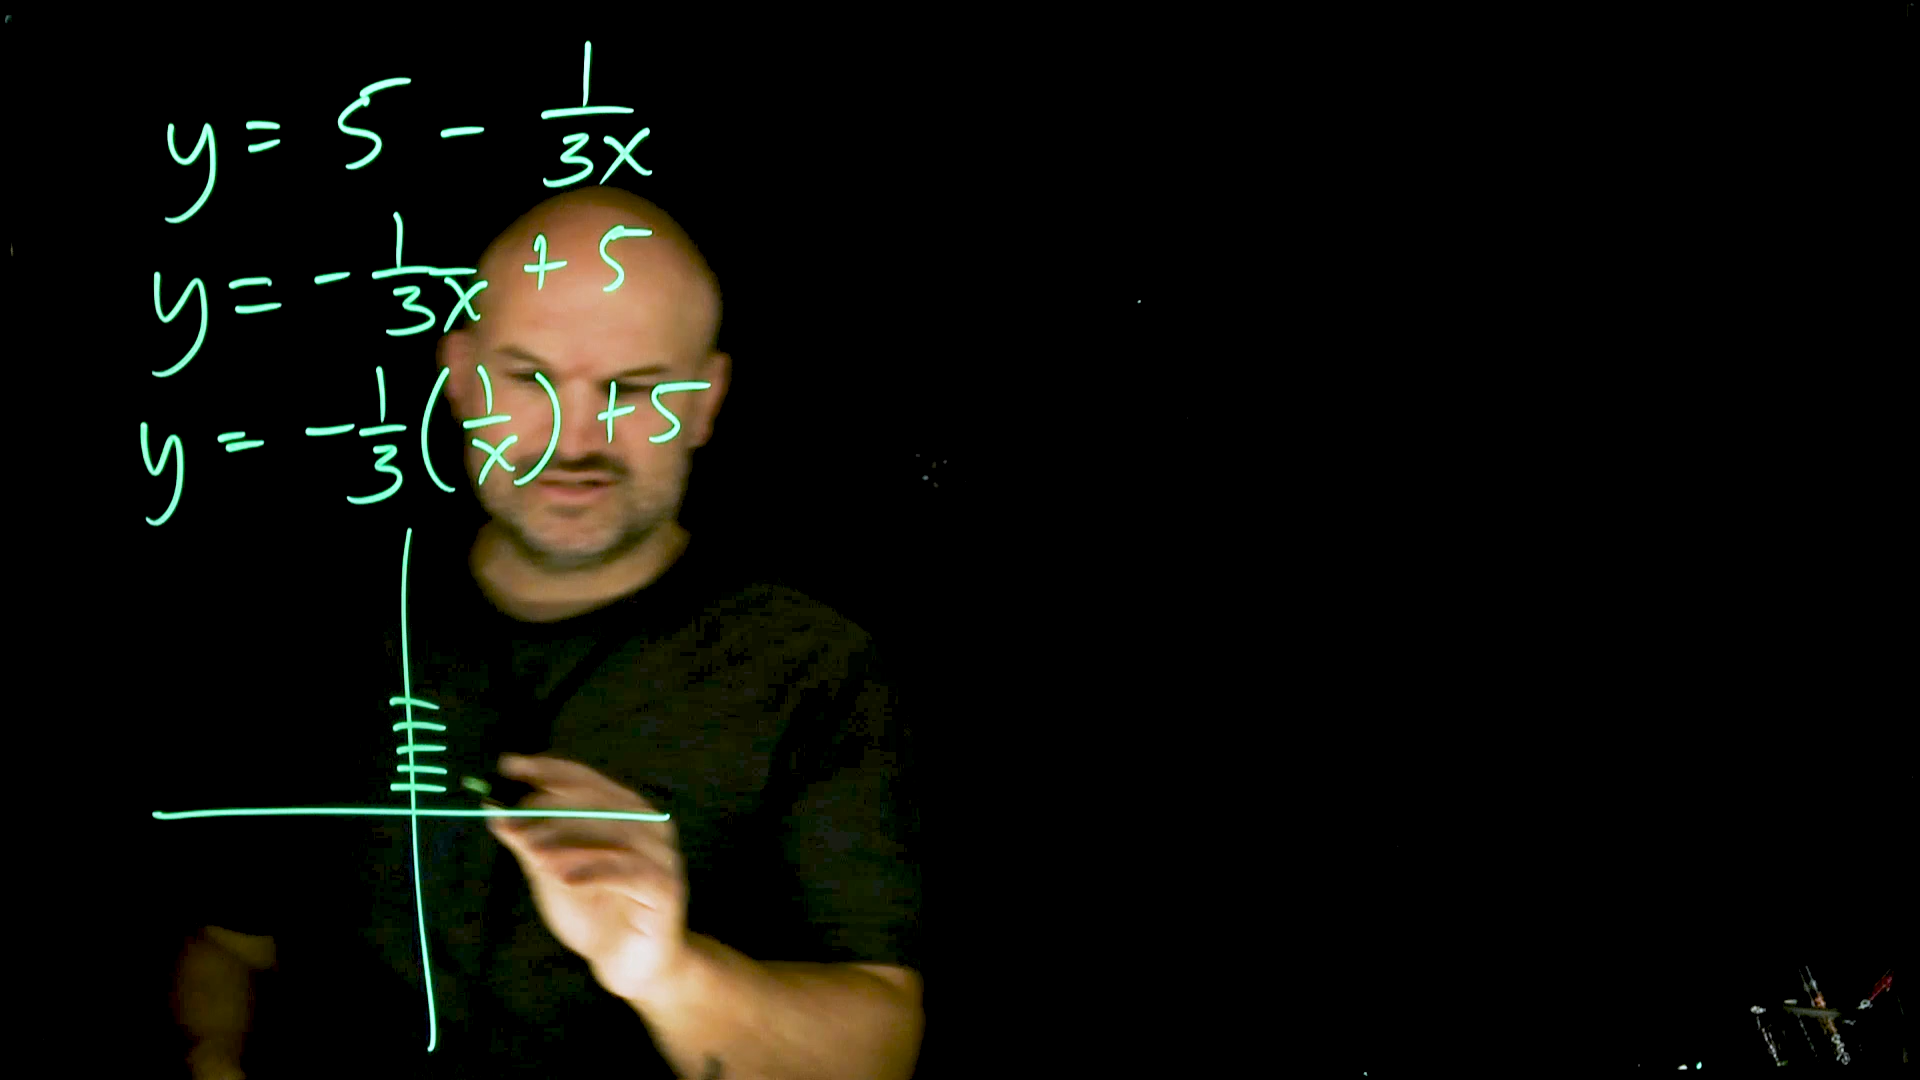 y = 5 - 1/3x
y = - 1/3x + 5
y = - 1/3 (1/x) + 5